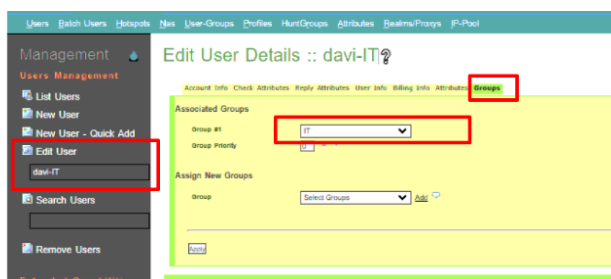 Users Batch Users Hotspots Nas User-Groups Profiles HuntGroups Attributes Realms/Proxys IP-Pool
Management
Users Management
List Users
New User
New User - Quick Add
Edit User
davi-IT
Search Users
Remove Users
Edit User Details :: davi-IT?
Account Info Check Attributes Reply Attributes User Info Billing Info Attributes Groups
Associated Groups
Group #1 IT
Group Priority 0
Assign New Groups
Group Select Groups Add
Apply